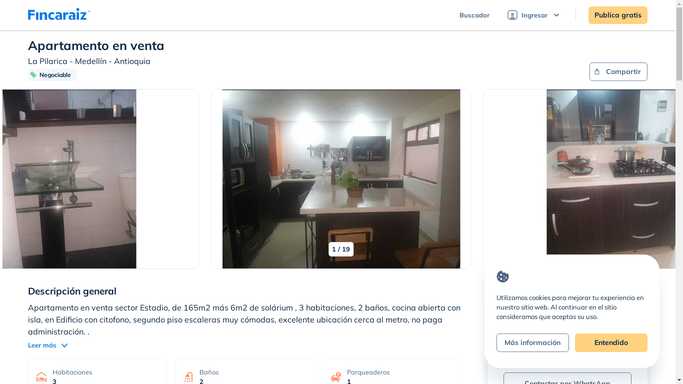 Fincaraiz
Buscador
Ingresar
Publica gratis
Apartamento en venta
La Pilarica - Medellín - Antioquia
Negociable
Compartir
1 / 19
Descripción general
Apartamento en venta sector Estadio, de 165m2 más 6m2 de solárium , 3 habitaciones, 2 baños, cocina abierta con
isla, en Edificio con citofono, segundo piso escaleras muy cómodas, excelente ubicación cerca al metro, no paga
administración. .
Leer más
Habitaciones
3
Baños
2
Parqueaderos
1
Utilizamos cookies para mejorar tu experiencia en
nuestro sitio web. Al continuar en el sitio
consideramos que aceptas su uso.
Más información
Entendido
Contactar por WhatsApp